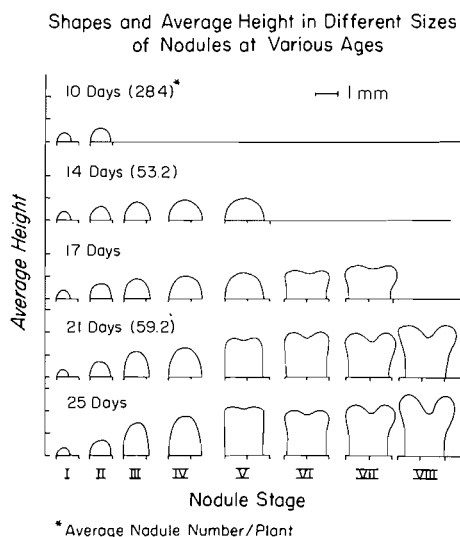 Shapes and Average Height in Different Sizes
of Nodules at Various Ages
10 Days (28.4)*
1 mm
14 Days (53.2)
17 Days
21 Days (59.2)
25 Days
Average Height
I II III IV V VI VII VIII
Nodule Stage
*Average Nodule Number/Plant